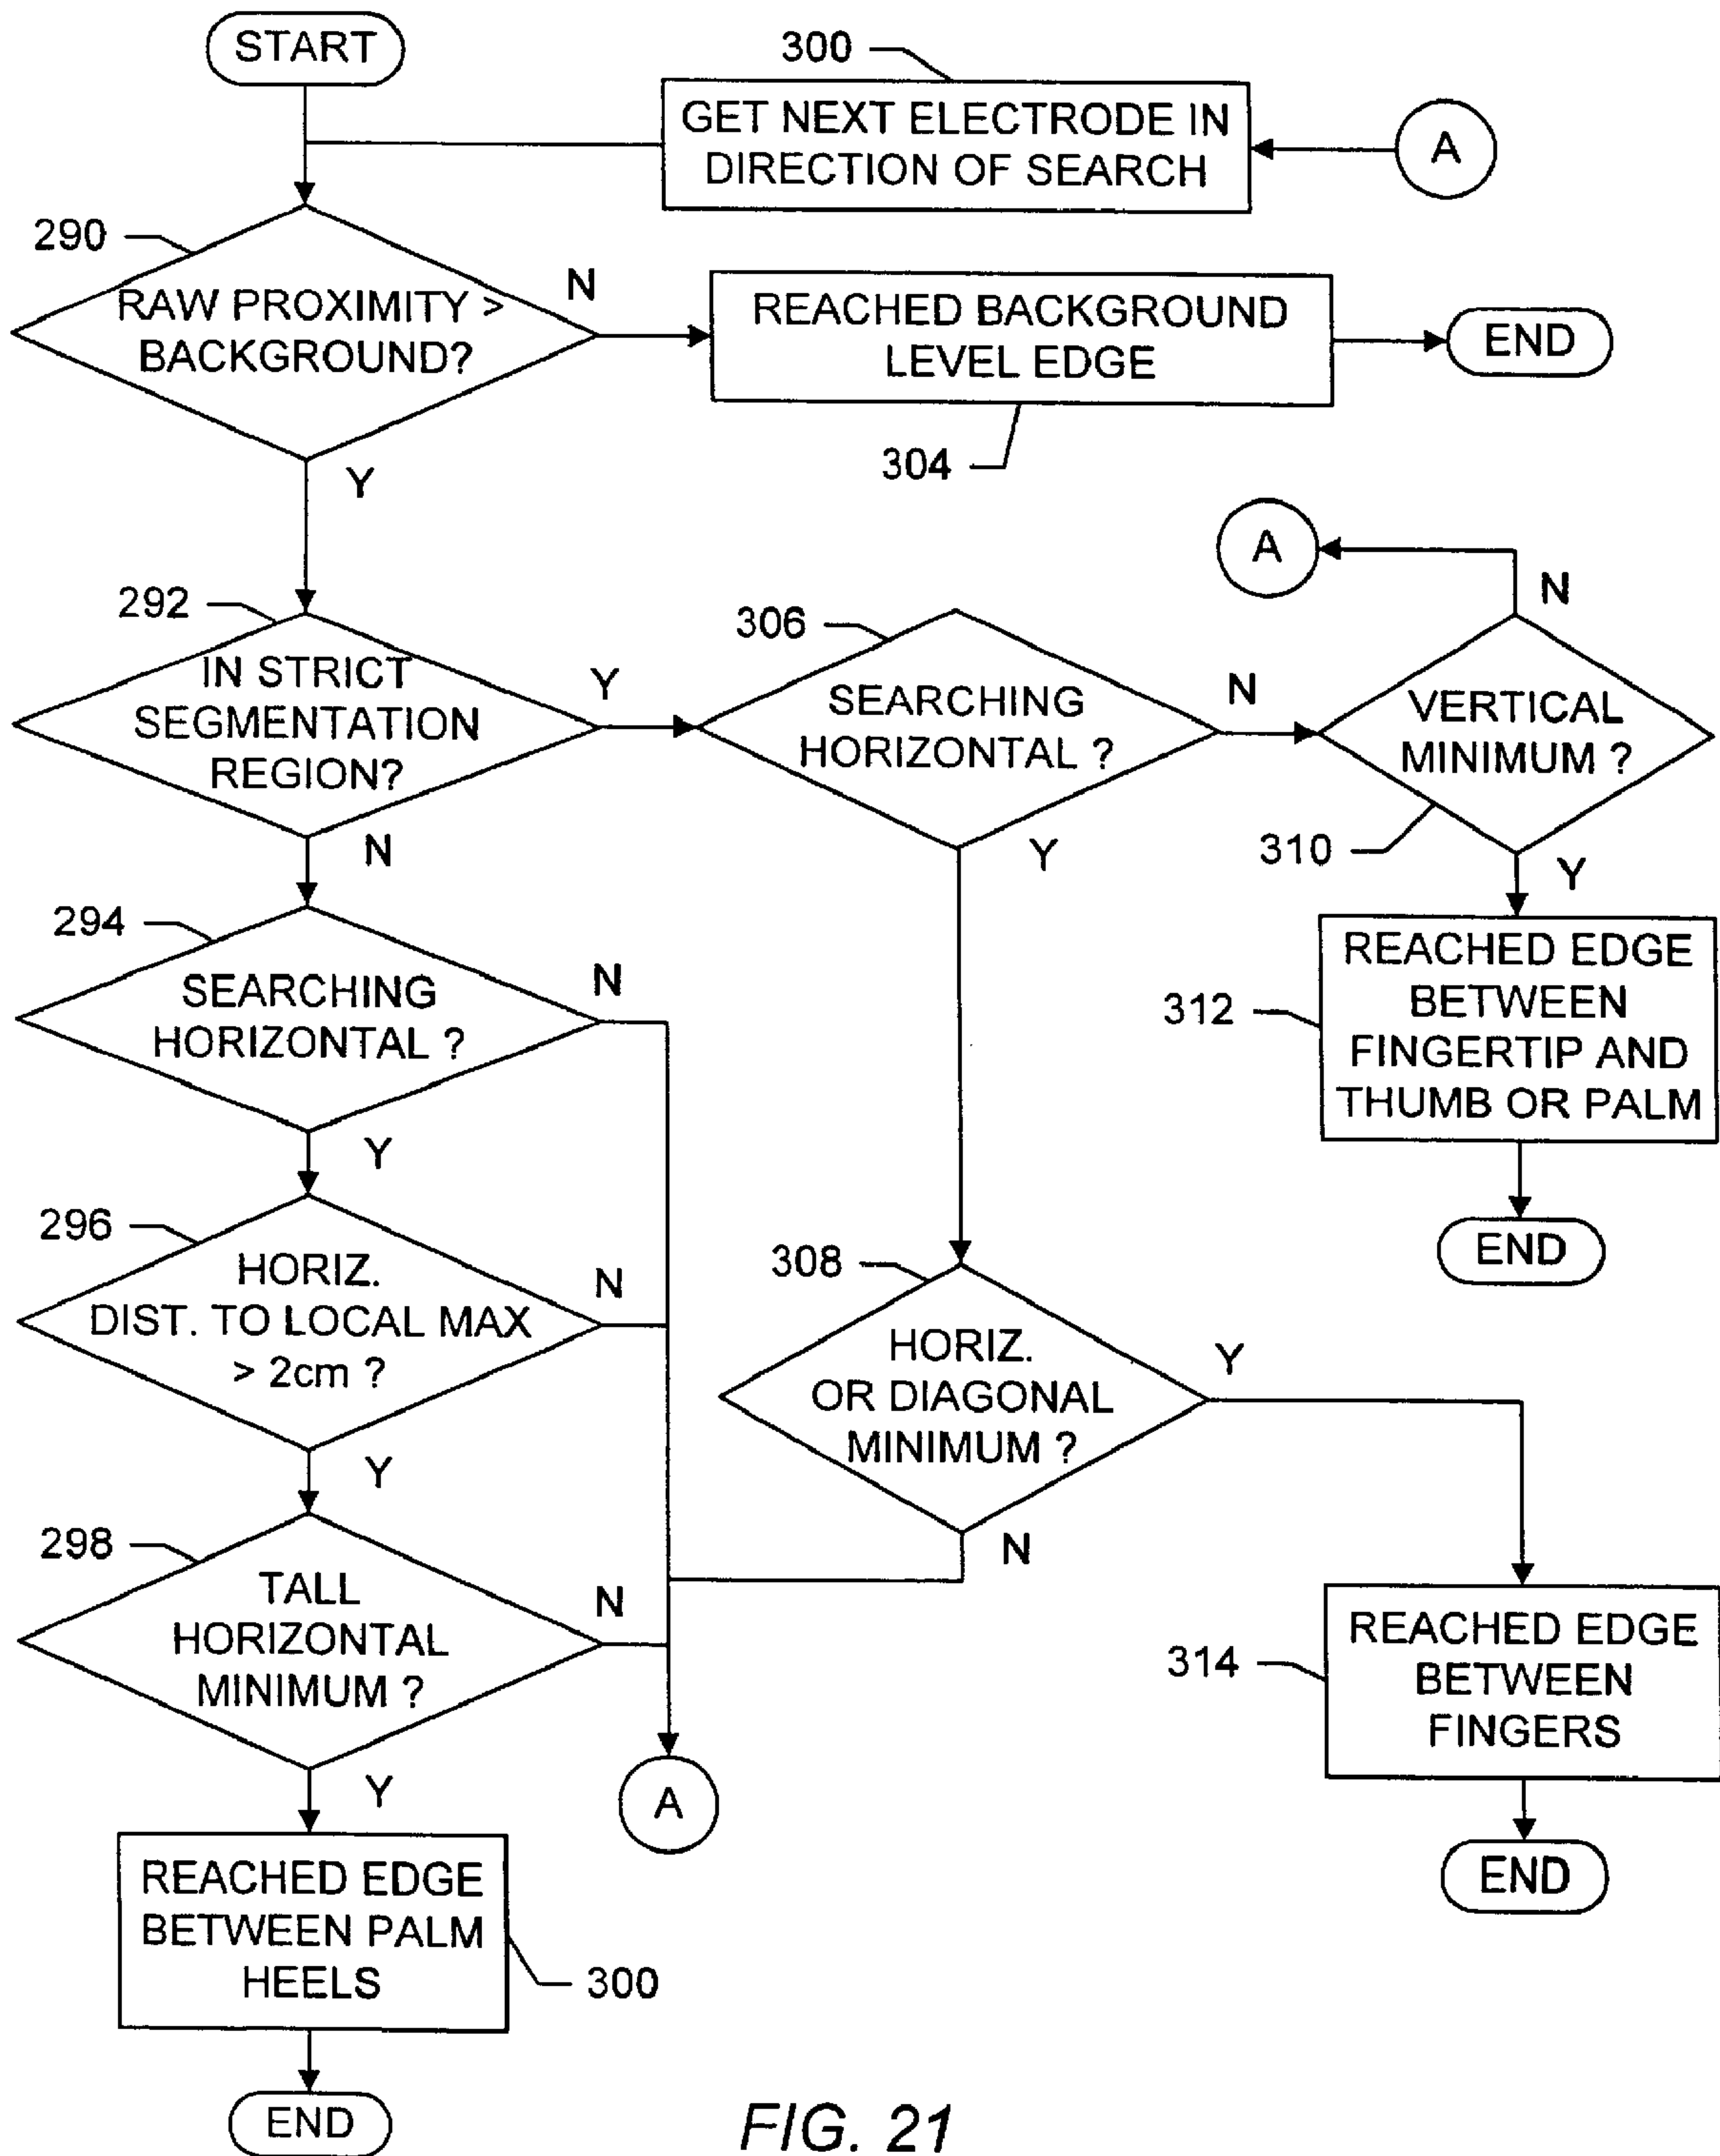 START
300
GET NEXT ELECTRODE IN
DIRECTION OF SEARCH
A
290
RAW PROXIMITY >
BACKGROUND?
N
REACHED BACKGROUND
LEVEL EDGE
END
304
Y
A
N
292
IN STRICT
SEGMENTATION
REGION?
Y
306
SEARCHING
HORIZONTAL ?
N
VERTICAL
MINIMUM ?
310
Y
N
Y
294
SEARCHING
HORIZONTAL ?
N
REACHED EDGE
BETWEEN
FINGERTIP AND
THUMB OR PALM
312
END
Y
296
HORIZ.
DIST. TO LOCAL MAX
> 2cm ?
N
308
HORIZ.
OR DIAGONAL
MINIMUM ?
Y
N
Y
298
TALL
HORIZONTAL
MINIMUM ?
N
REACHED EDGE
BETWEEN
FINGERS
314
END
Y
A
REACHED EDGE
BETWEEN PALM
HEELS
300
END
FIG. 21